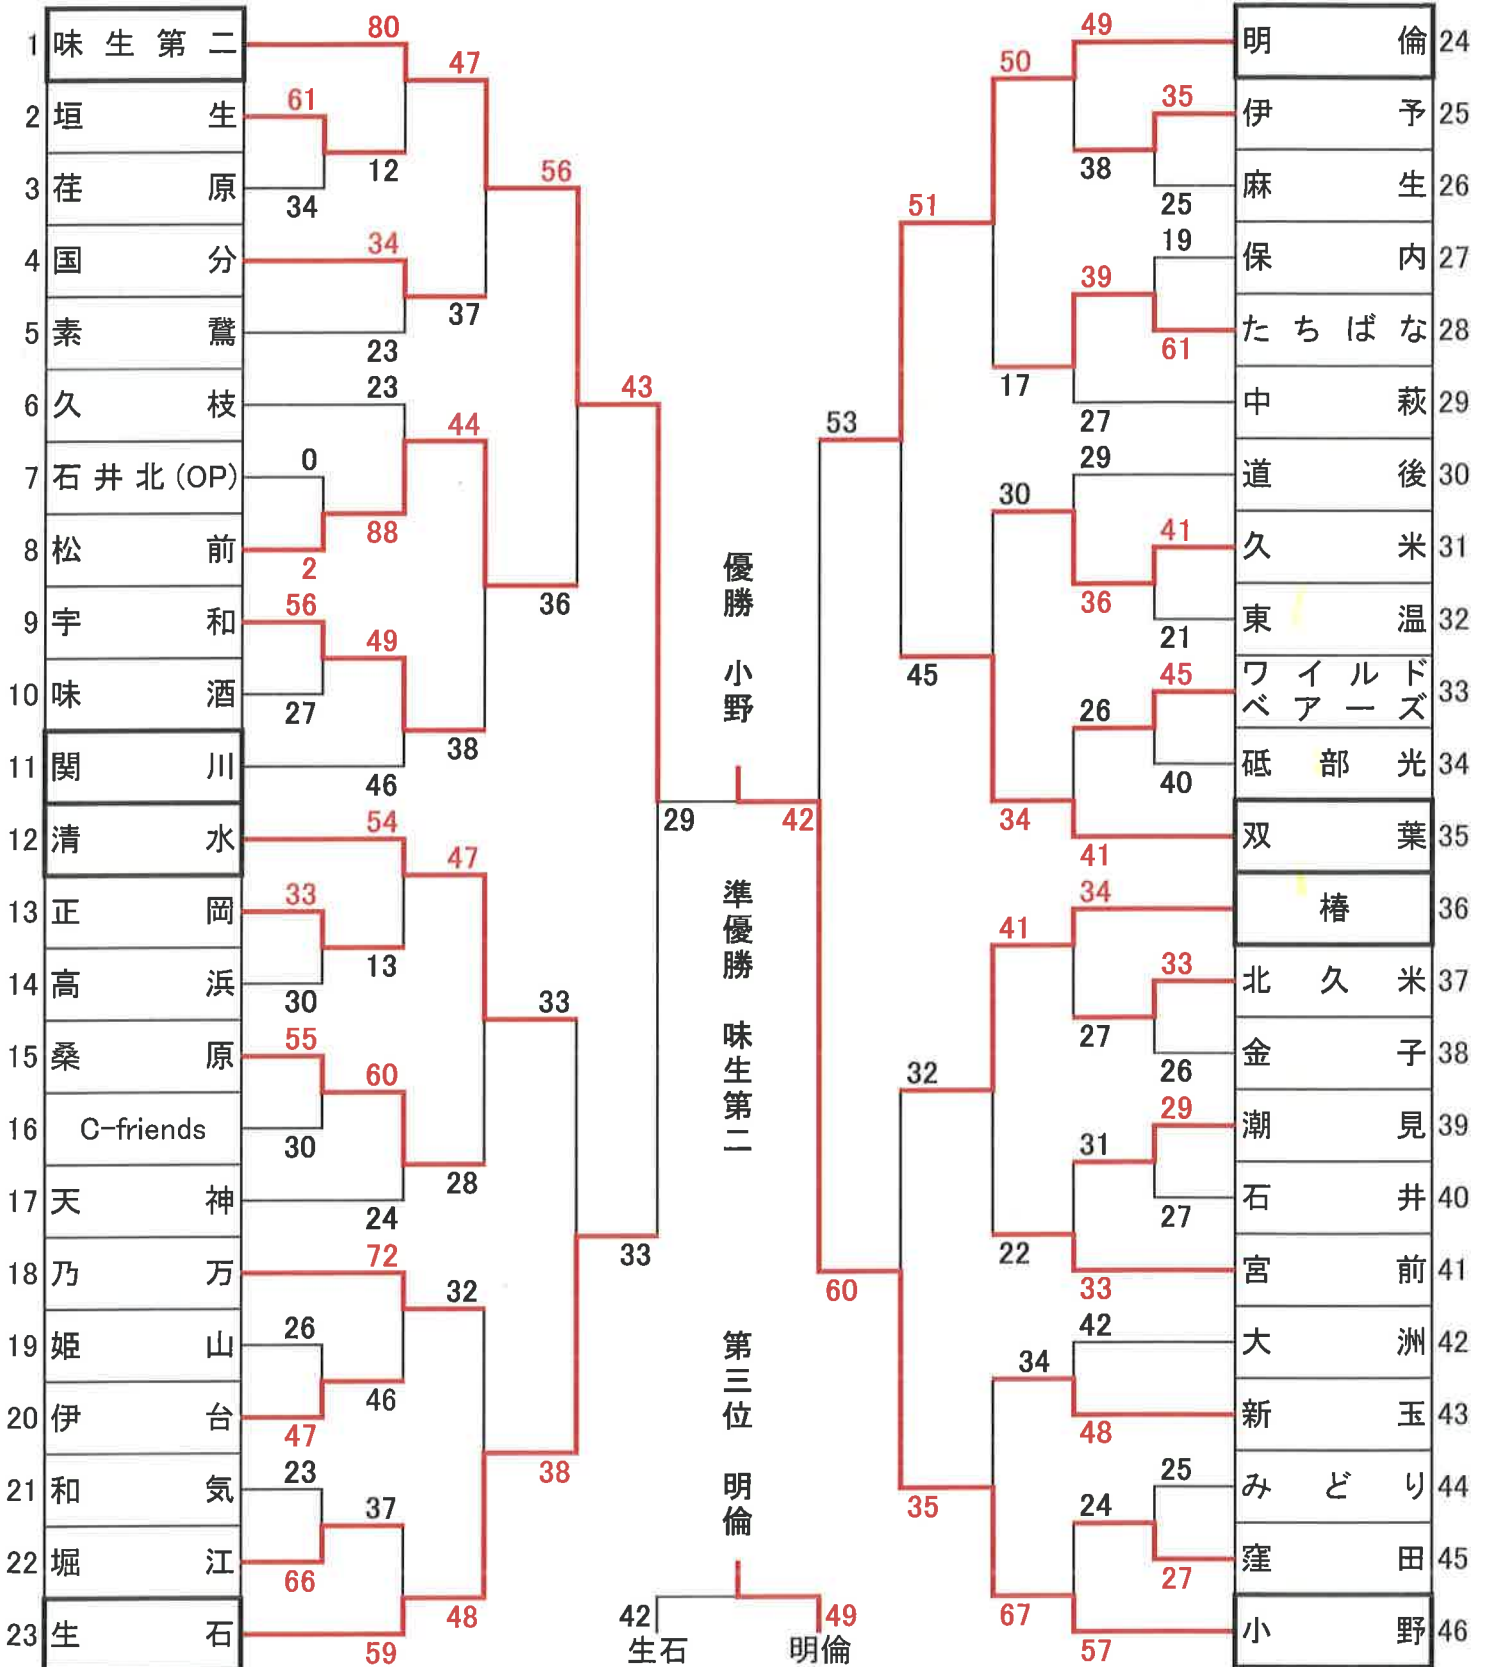 1 味生第二 80
47
2 垣生 61
12
3 荏原 34
56
4 国分 34
37
5 素鵞 23
6 久枝 23
44
7 石井北(OP) 0
88
8 松前 2
36
9 宇和 56
49
10 味酒 27
38
11 関川 46
43
12 清水 54
47
13 正岡 33
13
14 高浜 30
33
15 桑原 55
60
16 C-friends 30
28
17 天神 24
33
18 乃万 72
32
19 姫山 26
46
20 伊台 47
38
21 和気 23
37
22 堀江 66
48
23 生石 59
優勝 小野
29 42
準優勝 味生第二
第三位 明倫
42 49
生石 明倫
49 明倫 24
50
35 伊予 25
38
25 麻生 26
51
19 保内 27
39
61 たちばな 28
17
27 中萩 29
53
29 道後 30
30
41 久米 31
36
21 東温 32
45
45 ワイルド
ベアーズ 33
26
40 砥部光 34
34
41 双葉 35
34 椿 36
41
33 北久米 37
27
26 金子 38
32
29 潮見 39
31
27 石井 40
22
33 宮前 41
60
42 大洲 42
34
48 新玉 43
35
25 みどり 44
24
27 窪田 45
67
57 小野 46